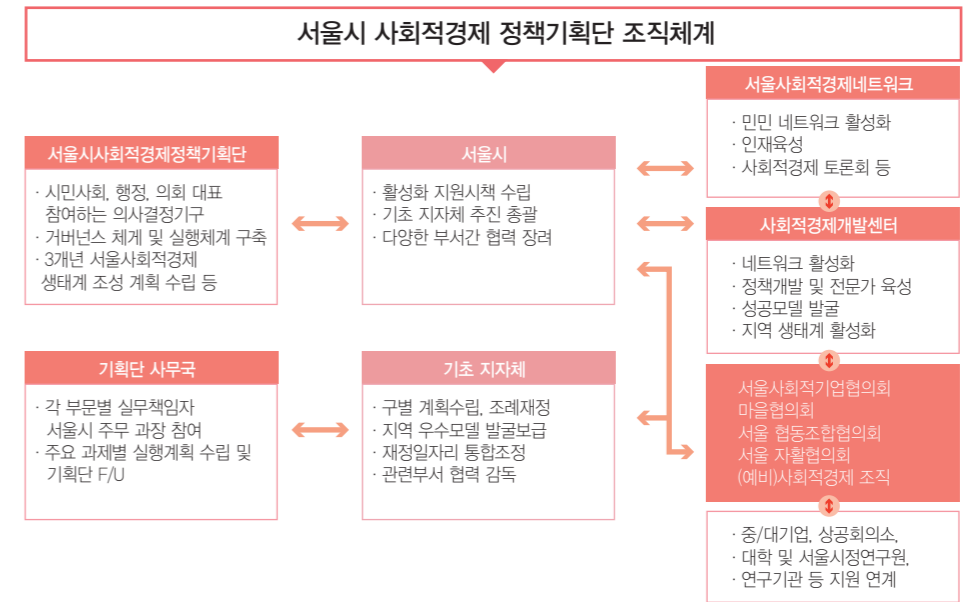 서울시 사회적경제 정책기획단 조직체계
서울시사회적경제정책기획단
· 시민사회, 행정, 의회 대표
참여하는 의사결정기구
· 거버넌스 체게 및 실행체계 구축
· 3개년 서울사회적경제
생태계 조성 계획 수립 등
서울시
· 활성화 지원시책 수립
· 기초 지자체 추진 총괄
· 다양한 부서간 협력 장려
서울사회적경제네트워크
· 민민 네트워크 활성화
· 인재육성
· 사회적경제 토론회 등
사회적경제개발센터
· 네트워크 활성화
· 정책개발 및 전문가 육성
· 성공모델 발굴
· 지역 생태계 활성화
기획단 사무국
· 각 부문별 실무책임자
서울시 주무 과장 참여
· 주요 과제별 실행계획 수립 및
기획단 F/U
기초 지자체
· 구별 계획수립, 조례재정
· 지역 우수모델 발굴보급
· 재정일자리 통합조정
· 관련부서 협력 감독
서울사회적기업협의회
마을협의회
서울 협동조합협의회
서울 자활협의회
(예비)사회적경제 조직
· 중/대기업, 상공회의소,
· 대학 및 서울시정연구원,
· 연구기관 등 지원 연계